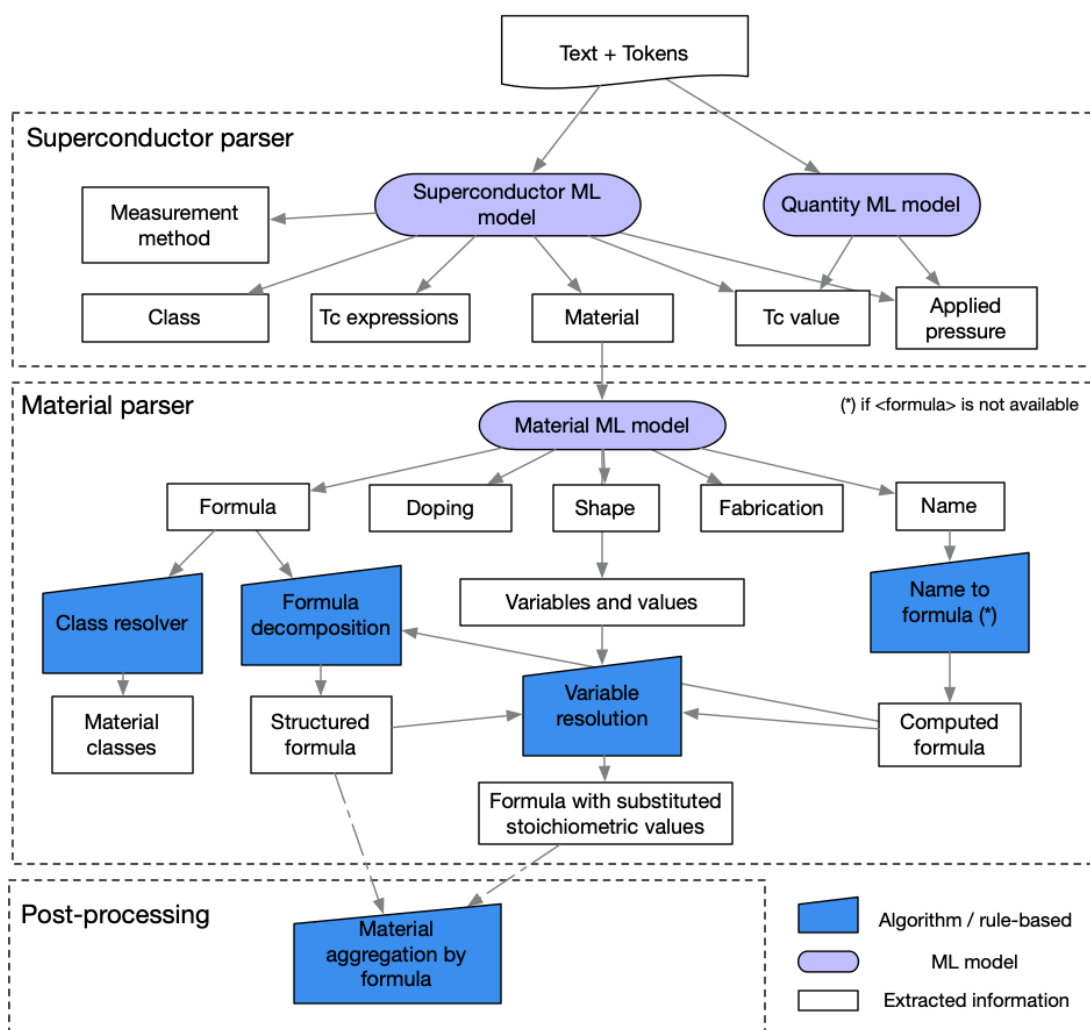 Text + Tokens
Superconductor parser
Superconductor ML
model
Quantity ML model
Measurement
method
Class
Tc expressions
Material
Tc value
Applied
pressure
Material parser
(*) if <formula> is not available
Material ML model
Formula
Doping
Shape
Fabrication
Name
Class resolver
Formula
decomposition
Variables and values
Name to
formula (*)
Variable
resolution
Material
classes
Structured
formula
Computed
formula
Formula with substituted
stoichiometric values
Post-processing
Material
aggregation by
formula
Algorithm / rule-based
ML model
Extracted information